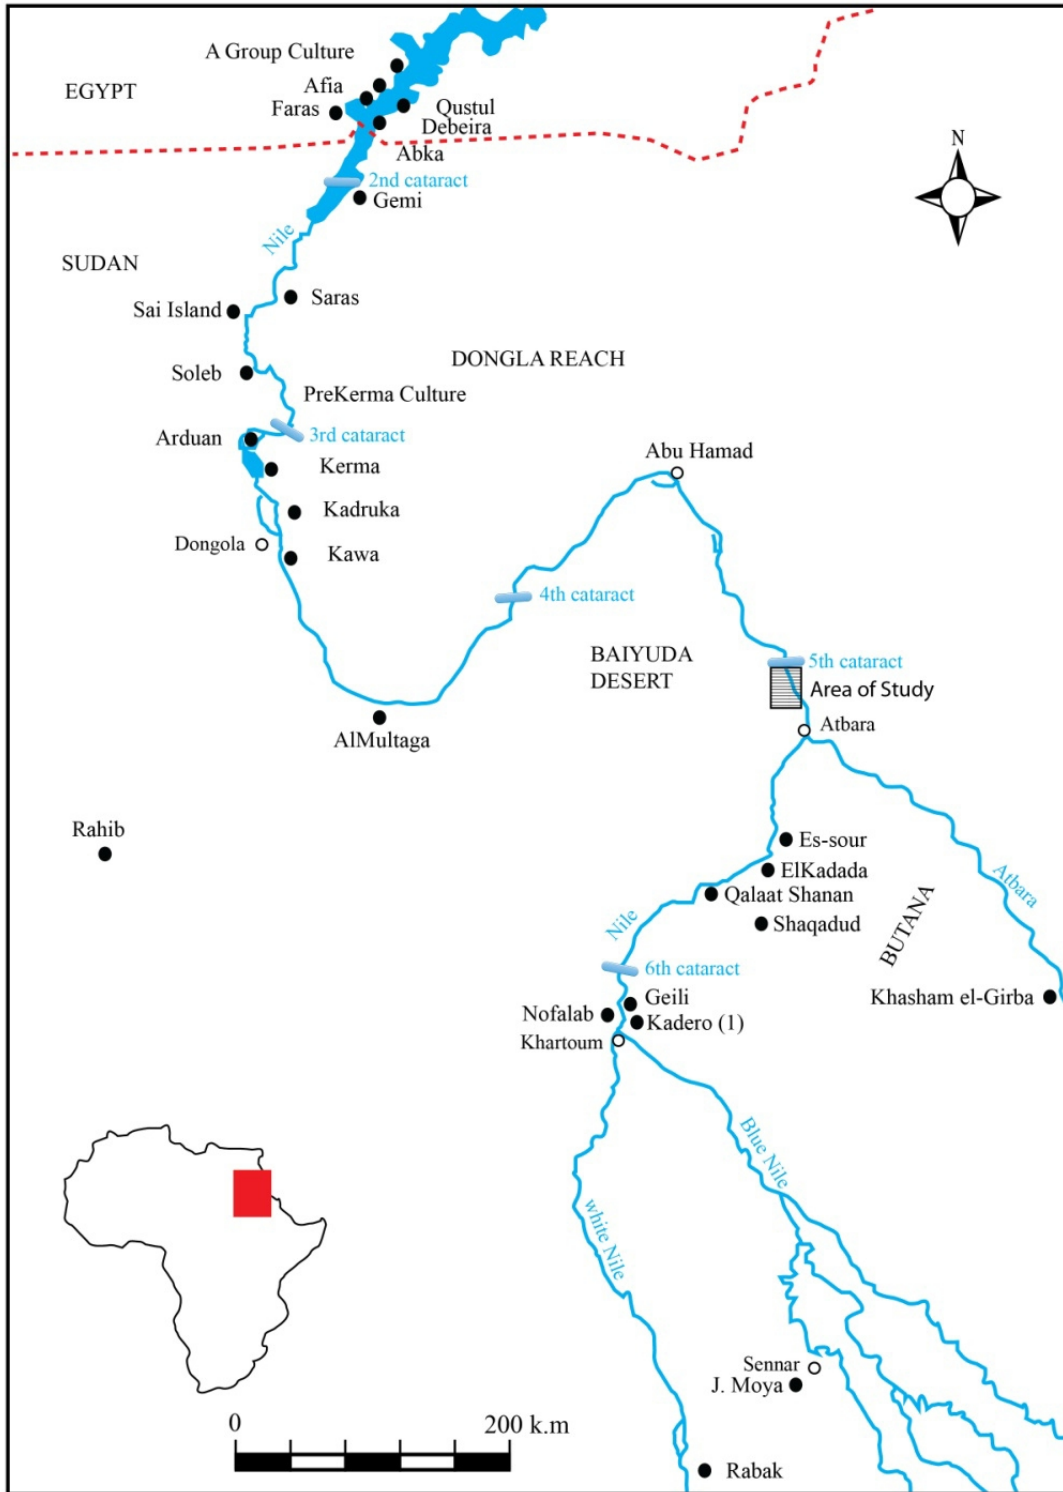 A Group Culture
EGYPT
Afia
Faras
Qustul
Debeira
Abka
2nd cataract
Gemi
N
Nile
SUDAN
Saras
Sai Island
DONGLA REACH
Soleb
PreKerma Culture
Arduan
3rd cataract
Abu Hamad
Kerma
Kadruka
Dongola
Kawa
4th cataract
BAIYUDA
DESERT
5th cataract
Area of Study
Atbara
AlMultaga
Rahib
Es-sour
ElKadada
Atbara
Qalaat Shanan
Nile
Shaqadud
BUTANA
6th cataract
Geili
Khasham el-Girba
Nofalab
Kadero (1)
Khartoum
Blue Nile
white Nile
Sennar
J. Moya
0
200 k.m
Rabak